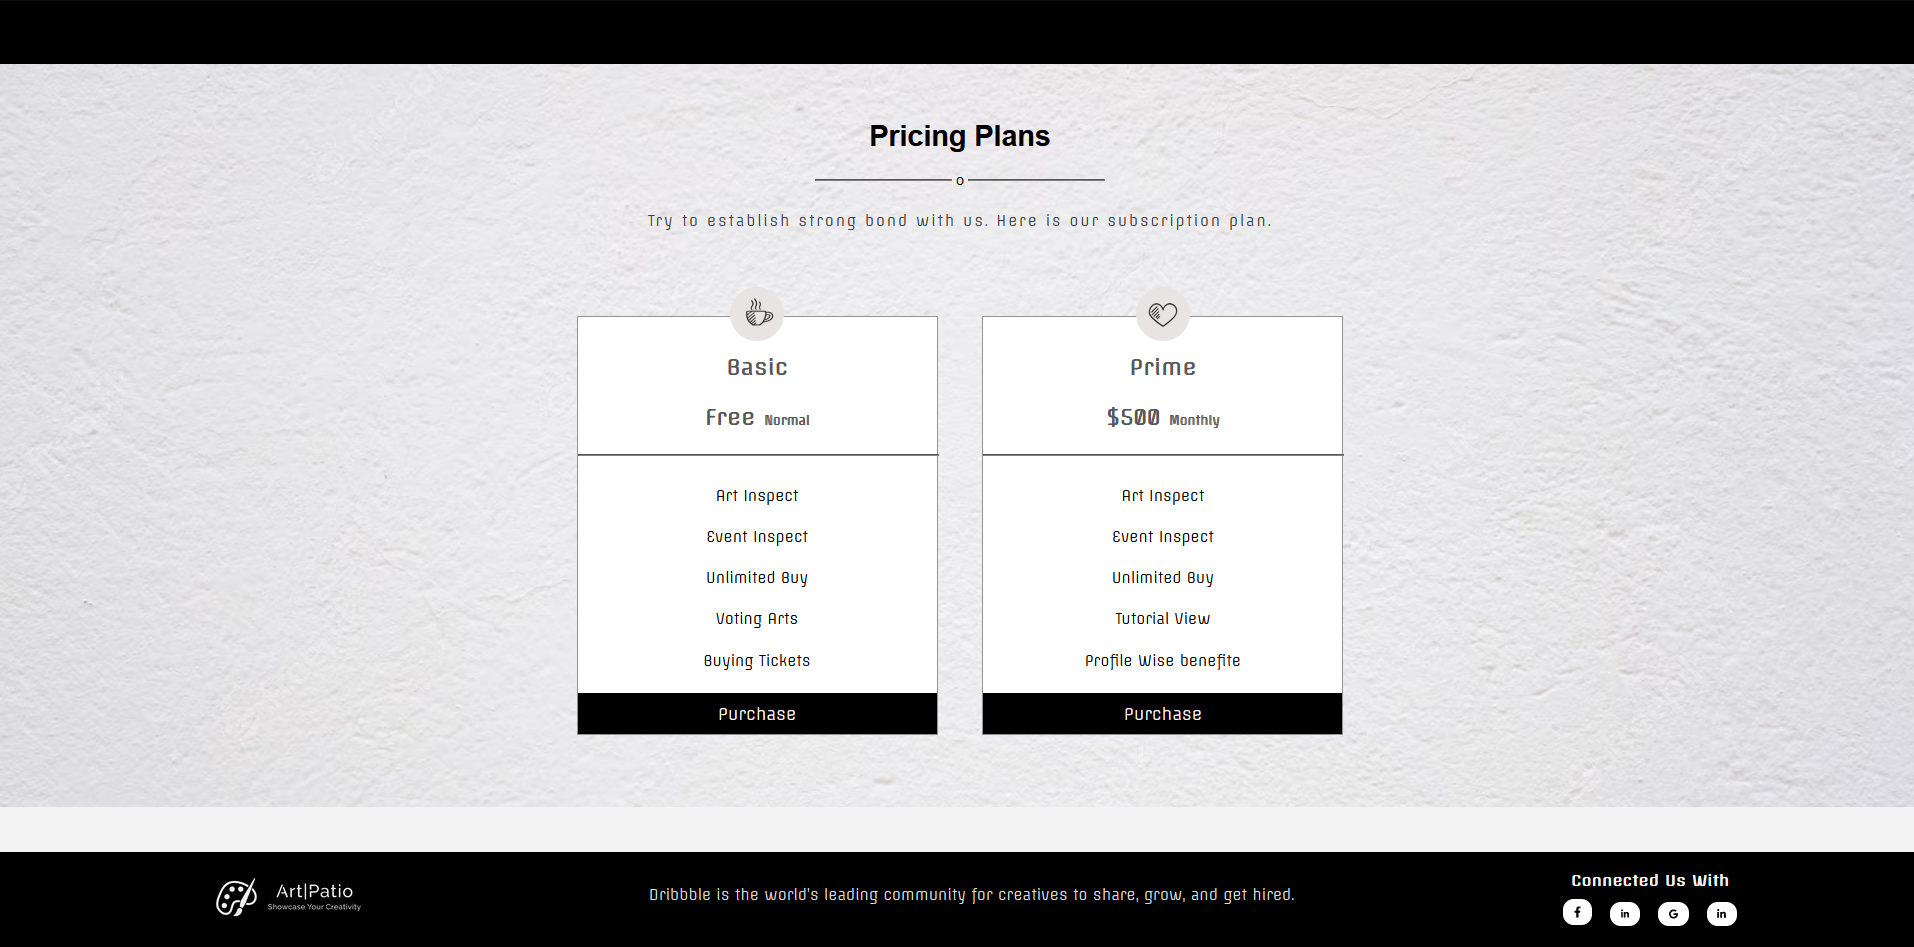 Pricing Plans
o
Try to establish strong bond with us. Here is our subscription plan.
Basic
Free Normal
Art Inspect
Event Inspect
Unlimited Buy
Voting Arts
Buying Tickets
Purchase
Prime
$500 Monthly
Art Inspect
Event Inspect
Unlimited Buy
Tutorial View
Profile Wise benefite
Purchase
Art|Patio
Showcase Your Creativity
Dribbble is the world's leading community for creatives to share, grow, and get hired.
Connected Us With
f in G in